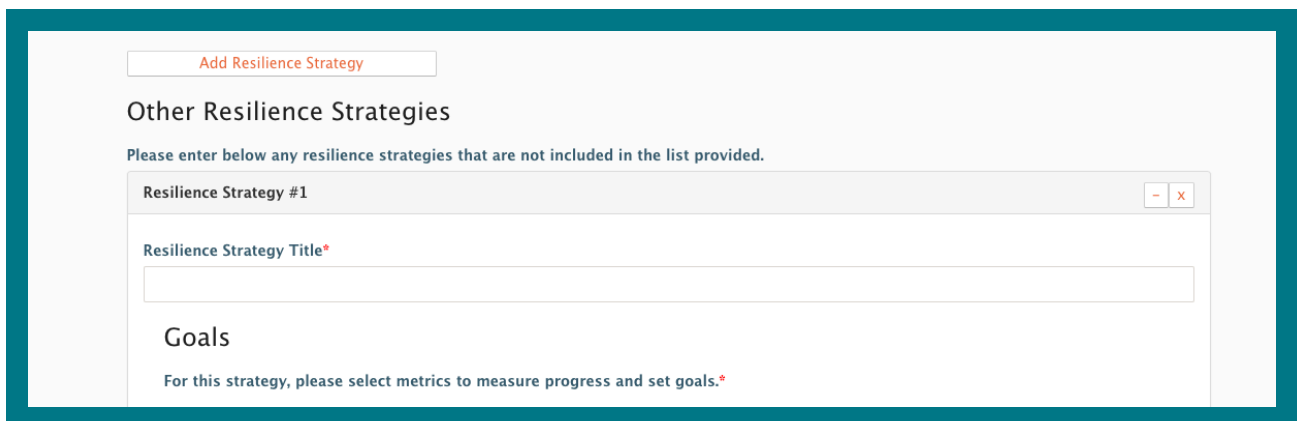 Add Resilience Strategy
Other Resilience Strategies
Please enter below any resilience strategies that are not included in the list provided.
Resilience Strategy #1
- x
Resilience Strategy Title*
Goals
For this strategy, please select metrics to measure progress and set goals.*